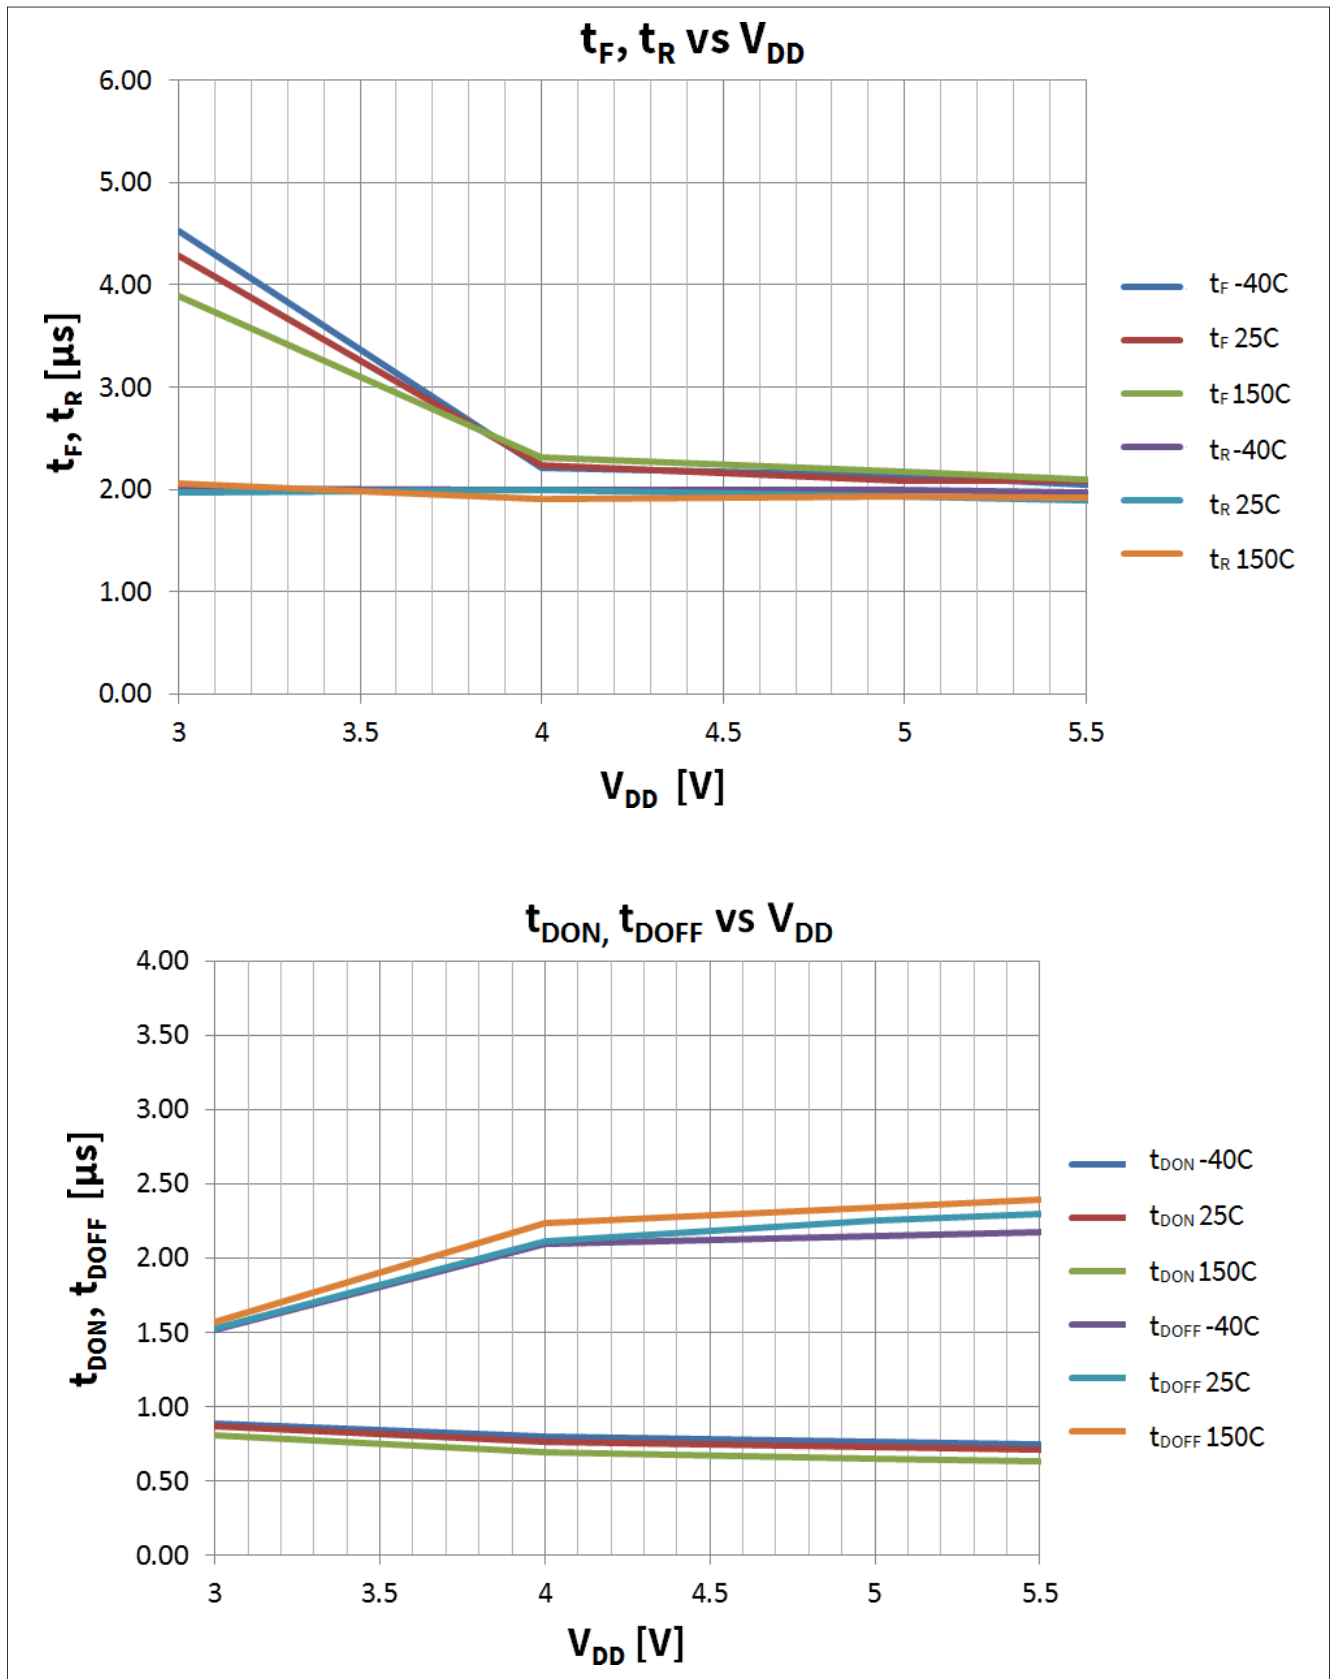 tF, tR vs VDD
6.00
5.00
4.00
3.00
2.00
1.00
0.00
tF, tR [µs]
3 3.5 4 4.5 5 5.5
VDD [V]
tF -40C
tF 25C
tF 150C
tR -40C
tR 25C
tR 150C
tDON, tDOFF vs VDD
4.00
3.50
3.00
2.50
2.00
1.50
1.00
0.50
0.00
tDON, tDOFF [µs]
3 3.5 4 4.5 5 5.5
VDD [V]
tDON -40C
tDON 25C
tDON 150C
tDOFF -40C
tDOFF 25C
tDOFF 150C